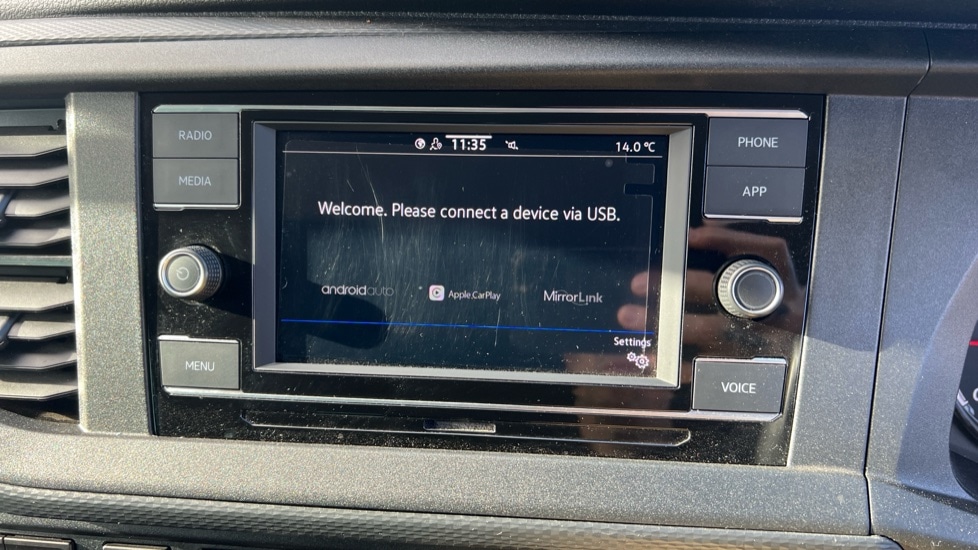 RADIO
MEDIA
MENU
11:35
14.0 °C
Welcome. Please connect a device via USB.
androidauto
Apple CarPlay
MirrorLink
Settings
PHONE
APP
VOICE